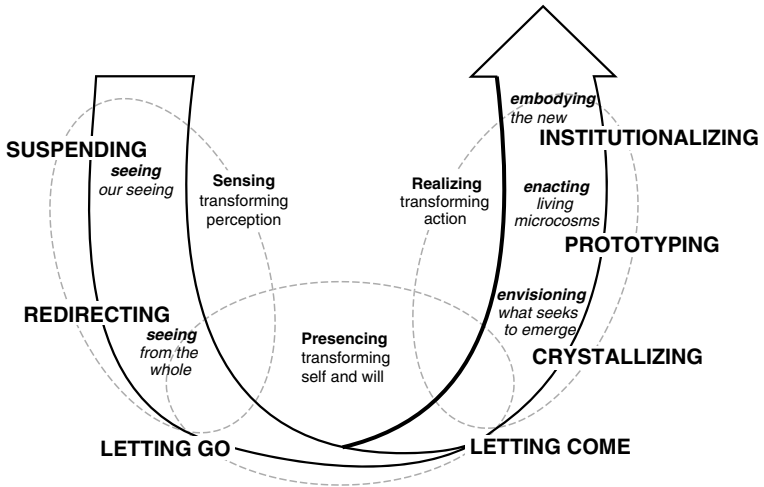 SUSPENDING
seeing
our seeing
REDIRECTING
seeing
from the
whole
LETTING GO
Sensing
transforming
perception
Presencing
transforming
self and will
Realizing
transforming
action
embodying
the new
INSTITUTIONALIZING
enacting
living
microcosms
PROTOTYPING
envisioning
what seeks
to emerge
CRYSTALLIZING
LETTING COME